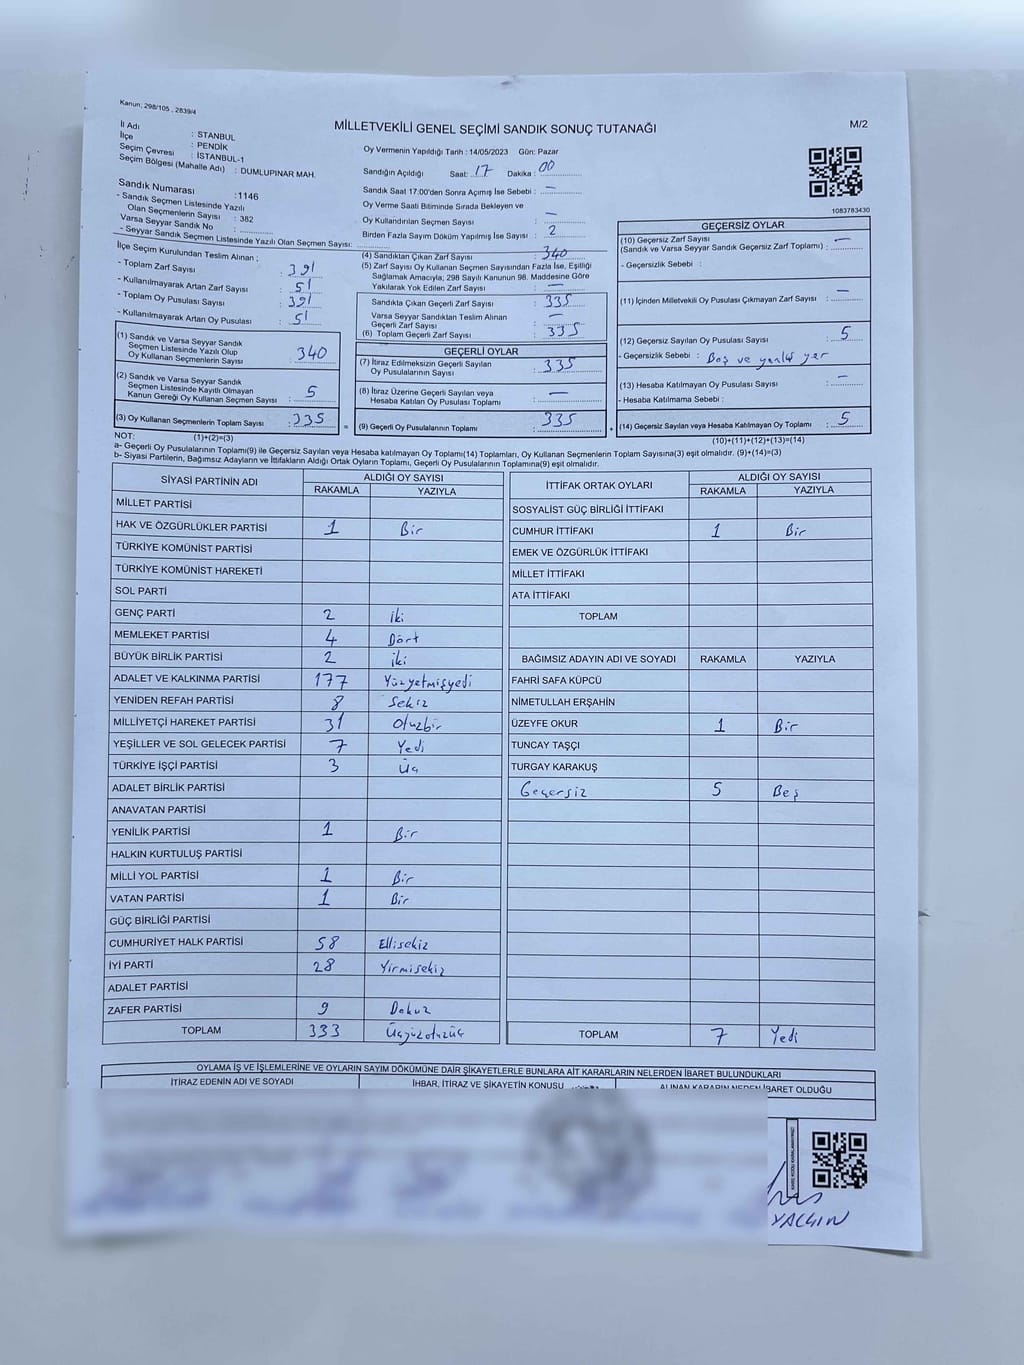 Kanun; 298/105 , 2839/4
MİLLETVEKİLİ GENEL SEÇİMİ SANDIK SONUÇ TUTANAĞI
M/2
İl Adı : STANBUL
İlçe : PENDİK
Seçim Çevresi : İSTANBUL-1
Seçim Bölgesi (Mahalle Adı) : DUMLUPINAR MAH.
Oy Vermenin Yapıldığı Tarih : 14/05/2023 Gün: Pazar
Sandığın Açıldığı Saat: 17 Dakika : 00
Sandık Saat 17:00'den Sonra Açımış İse Sebebi : —
Oy Verme Saati Bitiminde Sırada Bekleyen ve
Oy Kullandırılan Seçmen Sayısı : —
Birden Fazla Sayım Döküm Yapılmış İse Sayısı : 2
1083783430
Sandık Numarası : 1146
- Sandık Seçmen Listesinde Yazılı
Olan Seçmenlerin Sayısı : 382
Varsa Seyyar Sandık No :
- Seyyar Sandık Seçmen Listesinde Yazılı Olan Seçmen Sayısı:
İlçe Seçim Kurulundan Teslim Alınan ;
- Toplam Zarf Sayısı : 391
- Kullanılmayarak Artan Zarf Sayısı : 51
- Toplam Oy Pusulası Sayısı : 391
- Kullanılmayarak Artan Oy Pusulası : 51
(1) Sandık ve Varsa Seyyar Sandık
Seçmen Listesinde Yazılı Olup
Oy Kullanan Seçmenlerin Sayısı : 340
(2) Sandık ve Varsa Seyyar Sandık
Seçmen Listesinde Kayıtlı Olmayan
Kanun Gereği Oy Kullanan Seçmen Sayısı : 5
(3) Oy Kullanan Seçmenlerin Toplam Sayısı : 335
(4) Sandıktan Çıkan Zarf Sayısı : 340
(5) Zarf Sayısı Oy Kullanan Seçmen Sayısından Fazla İse, Eşitliği
Sağlamak Amacıyla; 298 Sayılı Kanunun 98. Maddesine Göre
Yakılarak Yok Edilen Zarf Sayısı : —
Sandıkta Çıkan Geçerli Zarf Sayısı : 335
Varsa Seyyar Sandıktan Teslim Alınan
Geçerli Zarf Sayısı : —
(6) Toplam Geçerli Zarf Sayısı : 335
GEÇERLİ OYLAR
(7) İtiraz Edilmeksizin Geçerli Sayılan
Oy Pusulalarının Sayısı : 335
(8) İtiraz Üzerine Geçerli Sayılan veya
Hesaba Katılan Oy Pusulası Toplamı : —
= (9) Geçerli Oy Pusulalarının Toplamı : 335 +
GEÇERSİZ OYLAR
(10) Geçersiz Zarf Sayısı
(Sandık ve Varsa Seyyar Sandık Geçersiz Zarf Toplamı) : —
- Geçersizlik Sebebi :
(11) İçinden Milletvekili Oy Pusulası Çıkmayan Zarf Sayısı : —
(12) Geçersiz Sayılan Oy Pusulası Sayısı : 5
- Geçersizlik Sebebi : Boş ve yanlış yer
(13) Hesaba Katılmayan Oy Pusulası Sayısı : —
- Hesaba Katılmama Sebebi :
(14) Geçersiz Sayılan veya Hesaba Katılmayan Oy Toplamı : 5
NOT: (1)+(2)=(3)
(10)+(11)+(12)+(13)=(14)
a- Geçerli Oy Pusulalarının Toplamı(9) ile Geçersiz Sayılan veya Hesaba katılmayan Oy Toplamı(14) Toplamları, Oy Kullanan Seçmenlerin Toplam Sayısına(3) eşit olmalıdır. (9)+(14)=(3)
b- Siyasi Partilerin, Bağımsız Adayların ve İttifakların Aldığı Ortak Oyların Toplamı, Geçerli Oy Pusulalarının Toplamına(9) eşit olmalıdır.
SİYASİ PARTİNİN ADI ALDIĞI OY SAYISI
RAKAMLA YAZIYLA
MİLLET PARTİSİ
HAK VE ÖZGÜRLÜKLER PARTİSİ 1 Bir
TÜRKİYE KOMÜNİST PARTİSİ
TÜRKİYE KOMÜNİST HAREKETİ
SOL PARTİ
GENÇ PARTİ 2 iki
MEMLEKET PARTİSİ 4 Dört
BÜYÜK BİRLİK PARTİSİ 2 iki
ADALET VE KALKINMA PARTİSİ 177 Yüzyetmişyedi
YENİDEN REFAH PARTİSİ 8 Sekiz
MİLLİYETÇİ HAREKET PARTİSİ 31 Otuzbir
YEŞİLLER VE SOL GELECEK PARTİSİ 7 Yedi
TÜRKİYE İŞÇİ PARTİSİ 3 Üç
ADALET BİRLİK PARTİSİ
ANAVATAN PARTİSİ
YENİLİK PARTİSİ 1 Bir
HALKIN KURTULUŞ PARTİSİ
MİLLİ YOL PARTİSİ 1 Bir
VATAN PARTİSİ 1 Bir
GÜÇ BİRLİĞİ PARTİSİ
CUMHURİYET HALK PARTİSİ 58 Ellisekiz
İYİ PARTİ 28 Yirmisekiz
ADALET PARTİSİ
ZAFER PARTİSİ 9 Dokuz
TOPLAM 333 Üçyüzotuzüç
İTTİFAK ORTAK OYLARI ALDIĞI OY SAYISI
RAKAMLA YAZIYLA
SOSYALİST GÜÇ BİRLİĞİ İTTİFAKI
CUMHUR İTTİFAKI 1 Bir
EMEK VE ÖZGÜRLÜK İTTİFAKI
MİLLET İTTİFAKI
ATA İTTİFAKI
TOPLAM
BAĞIMSIZ ADAYIN ADI VE SOYADI RAKAMLA YAZIYLA
FAHRİ SAFA KÜPCÜ
NİMETULLAH ERŞAHİN
ÜZEYFE OKUR 1 Bir
TUNCAY TAŞÇI
TURGAY KARAKUŞ
Geçersiz 5 Beş
TOPLAM 7 Yedi
OYLAMA İŞ VE İŞLEMLERİNE VE OYLARIN SAYIM DÖKÜMÜNE DAİR ŞİKAYETLERLE BUNLARA AİT KARARLARIN NELERDEN İBARET BULUNDUKLARI
İTİRAZ EDENİN ADI VE SOYADI İHBAR, İTİRAZ VE ŞİKAYETİN KONUSU ALINAN KARARIN NEDEN İBARET OLDUĞU
YALÇIN